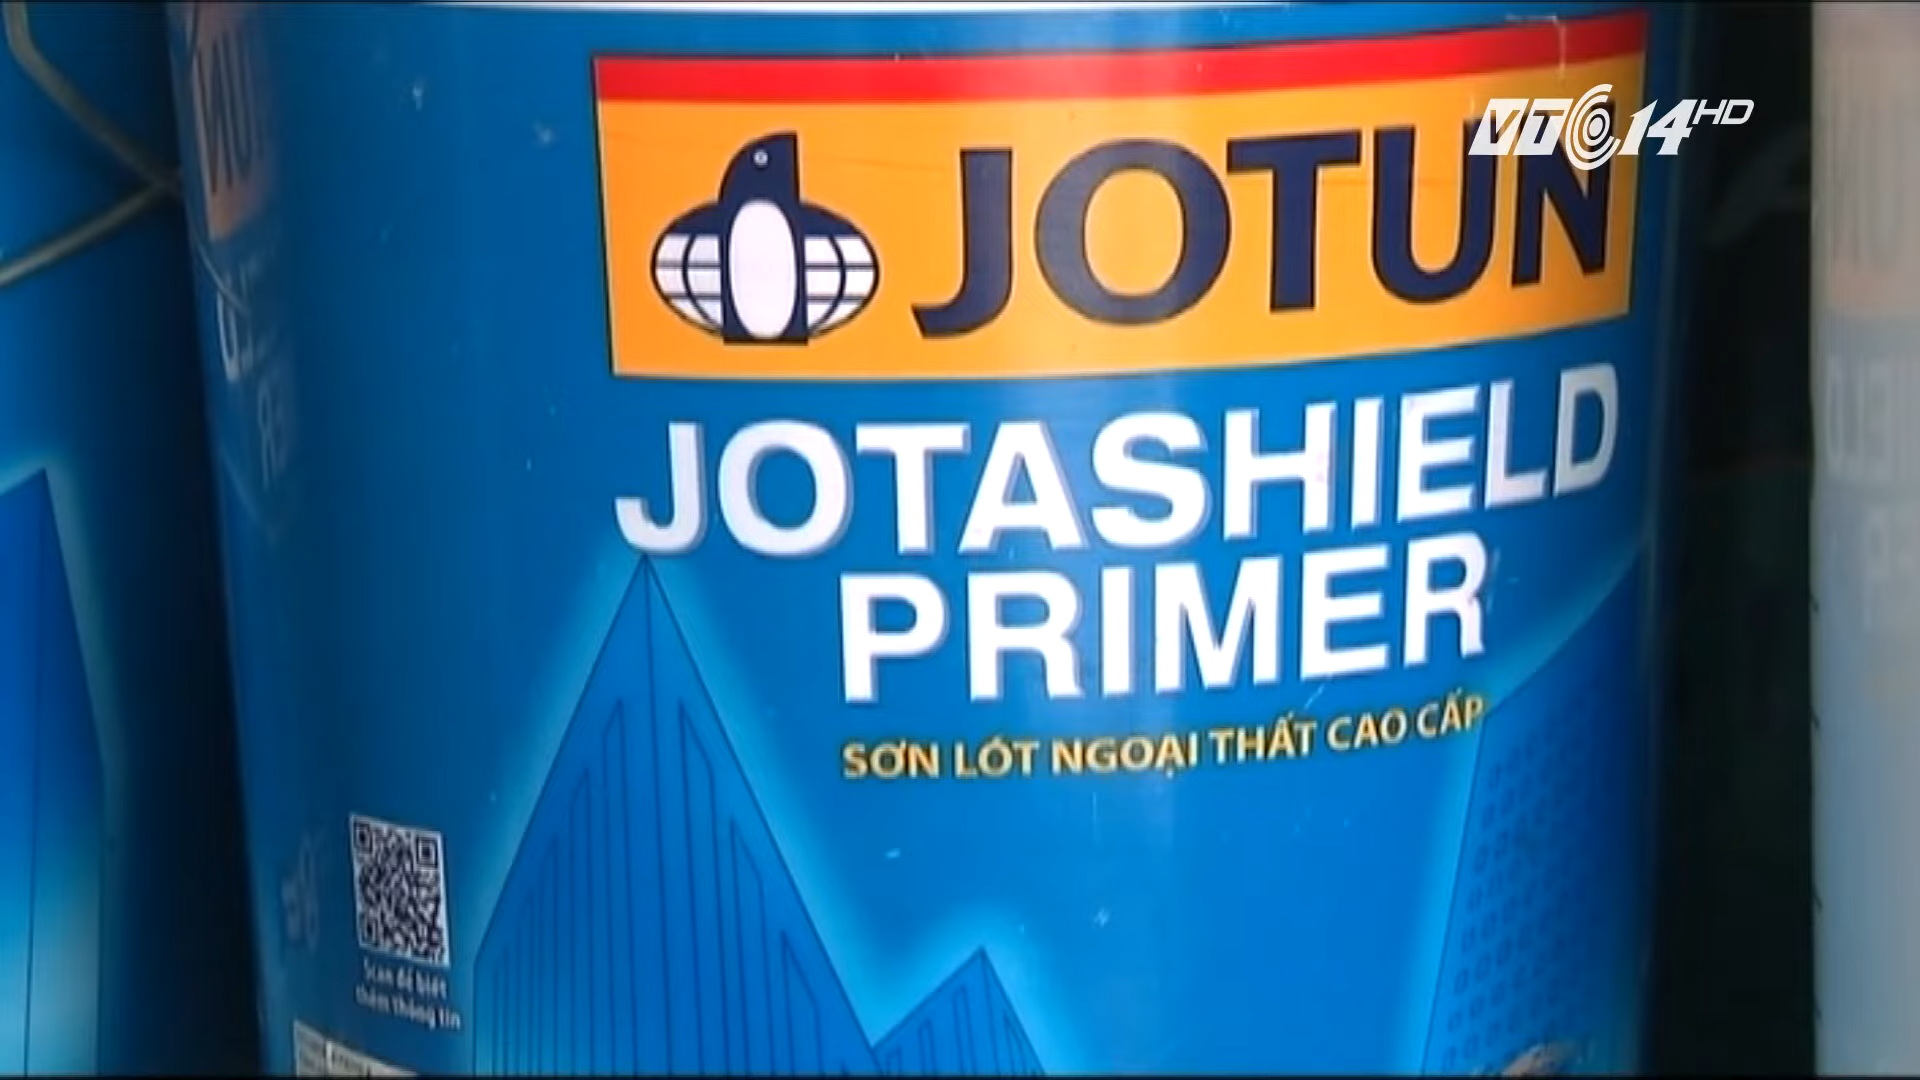 VTC14HD
JOTUN
JOTASHIELD
PRIMER
SƠN LÓT NGOẠI THẤT CAO CẤP
Scan để biết
thêm thông tin